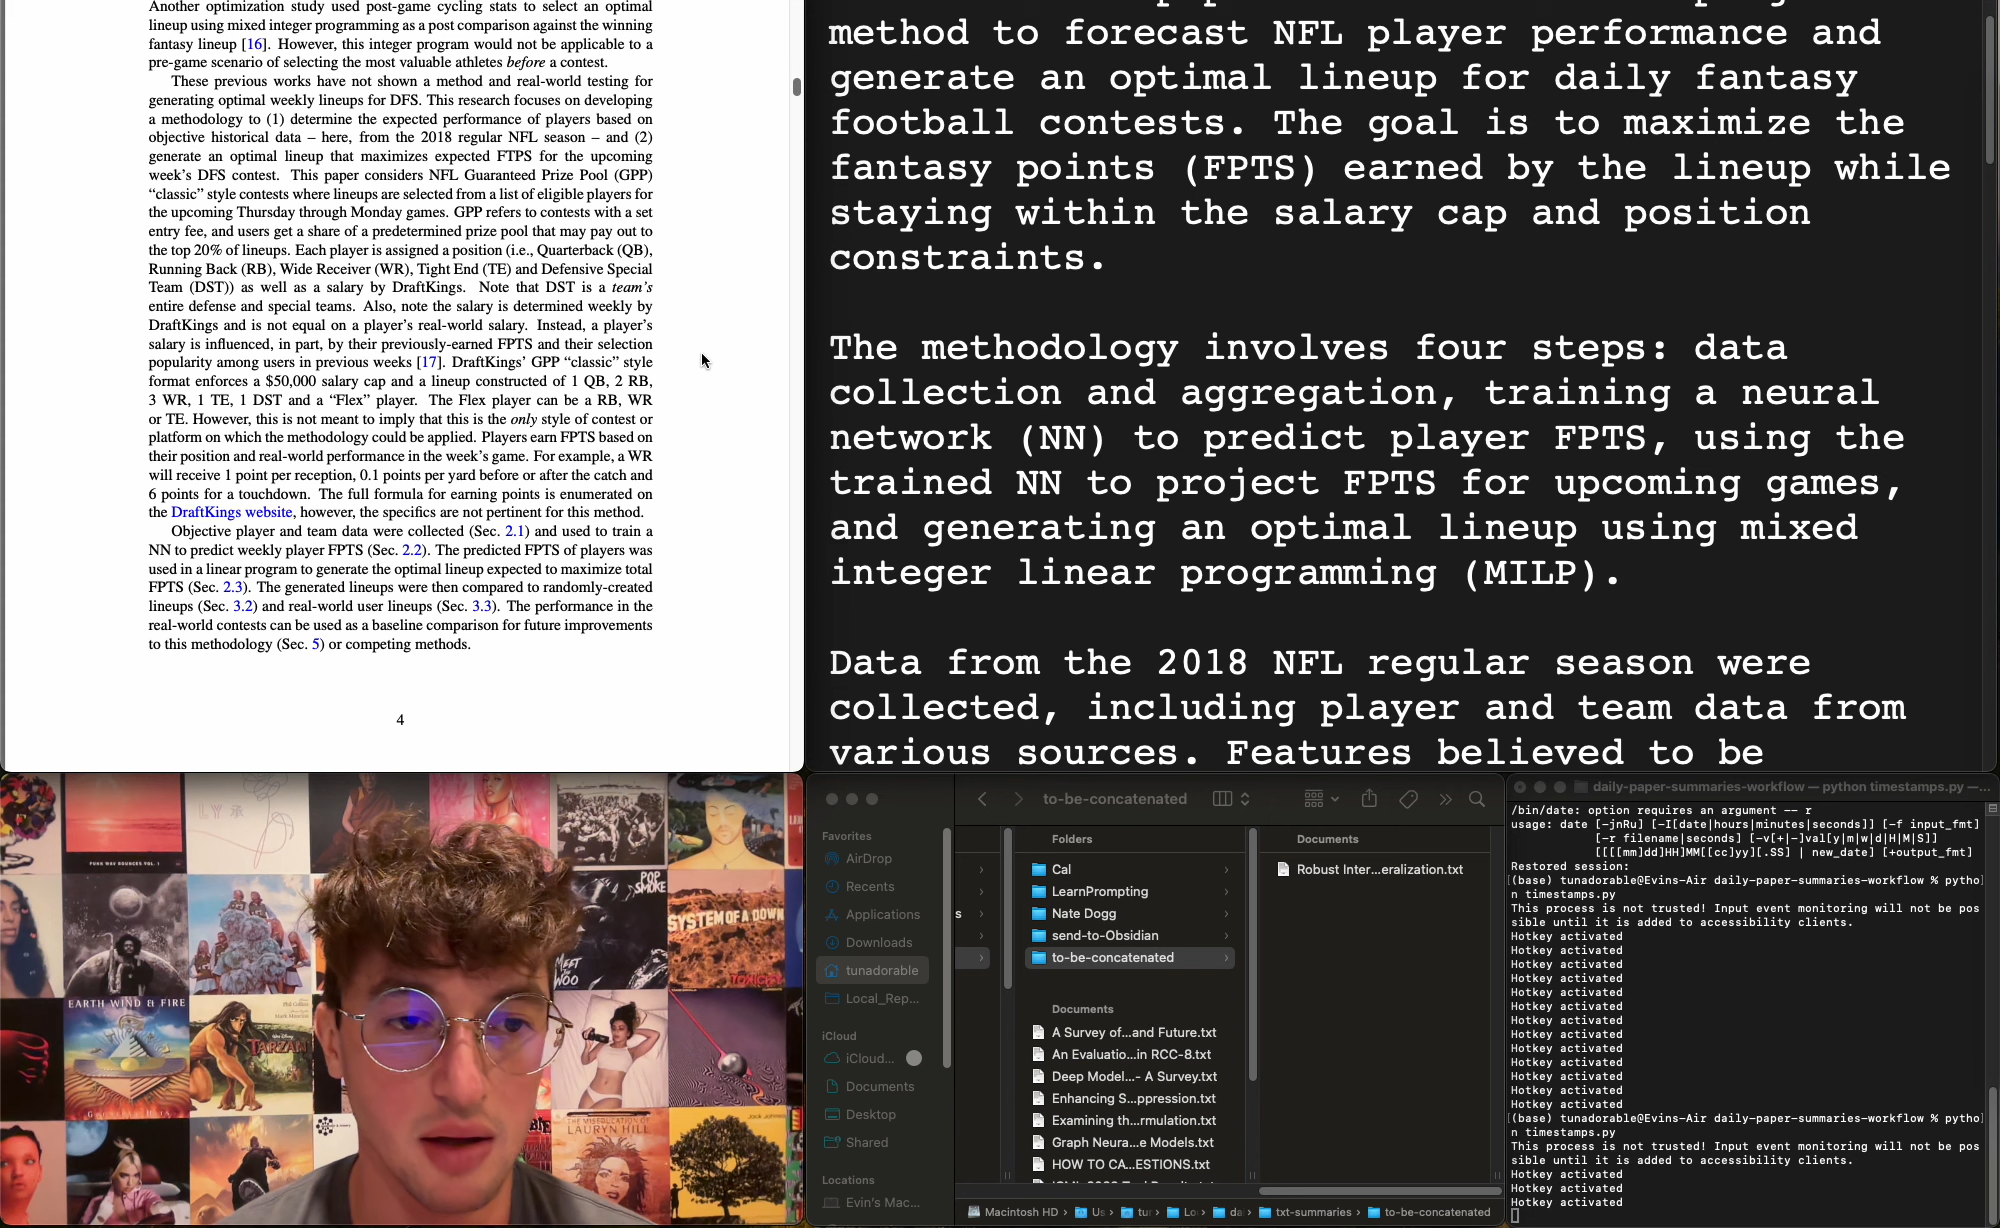 Another optimization study used post-game cycling stats to select an optimal
lineup using mixed integer programming as a post comparison against the winning
fantasy lineup [16]. However, this integer program would not be applicable to a
pre-game scenario of selecting the most valuable athletes before a contest.
These previous works have not shown a method and real-world testing for
generating optimal weekly lineups for DFS. This research focuses on developing
a methodology to (1) determine the expected performance of players based on
objective historical data – here, from the 2018 regular NFL season – and (2)
generate an optimal lineup that maximizes expected FTPS for the upcoming
week's DFS contest. This paper considers NFL Guaranteed Prize Pool (GPP)
“classic” style contests where lineups are selected from a list of eligible players for
the upcoming Thursday through Monday games. GPP refers to contests with a set
entry fee, and users get a share of a predetermined prize pool that may pay out to
the top 20% of lineups. Each player is assigned a position (i.e., Quarterback (QB),
Running Back (RB), Wide Receiver (WR), Tight End (TE) and Defensive Special
Team (DST)) as well as a salary by DraftKings. Note that DST is a team's
entire defense and special teams. Also, note the salary is determined weekly by
DraftKings and is not equal on a player's real-world salary. Instead, a player's
salary is influenced, in part, by their previously-earned FPTS and their selection
popularity among users in previous weeks [17]. DraftKings' GPP “classic” style
format enforces a $50,000 salary cap and a lineup constructed of 1 QB, 2 RB,
3 WR, 1 TE, 1 DST and a “Flex” player. The Flex player can be a RB, WR
or TE. However, this is not meant to imply that this is the only style of contest or
platform on which the methodology could be applied. Players earn FPTS based on
their position and real-world performance in the week's game. For example, a WR
will receive 1 point per reception, 0.1 points per yard before or after the catch and
6 points for a touchdown. The full formula for earning points is enumerated on
the DraftKings website, however, the specifics are not pertinent for this method.
Objective player and team data were collected (Sec. 2.1) and used to train a
NN to predict weekly player FPTS (Sec. 2.2). The predicted FPTS of players was
used in a linear program to generate the optimal lineup expected to maximize total
FPTS (Sec. 2.3). The generated lineups were then compared to randomly-created
lineups (Sec. 3.2) and real-world user lineups (Sec. 3.3). The performance in the
real-world contests can be used as a baseline comparison for future improvements
to this methodology (Sec. 5) or competing methods.
4
method to forecast NFL player performance and
generate an optimal lineup for daily fantasy
football contests. The goal is to maximize the
fantasy points (FPTS) earned by the lineup while
staying within the salary cap and position
constraints.
The methodology involves four steps: data
collection and aggregation, training a neural
network (NN) to predict player FPTS, using the
trained NN to project FPTS for upcoming games,
and generating an optimal lineup using mixed
integer linear programming (MILP).
Data from the 2018 NFL regular season were
collected, including player and team data from
various sources. Features believed to be
PUNK WAV BOUNCES VOL. 1
LY
POP
SMOKE
MEET
WOO
SYSTEM OF A DOWN
TOXICITY
EARTH WIND & FIRE
TARZAN
THE MISEDUCATION OF
LAURYN HILL
Jack Johnson
to-be-concatenated
Favorites
AirDrop
Recents
Applications
Downloads
tunadorable
Local_Rep...
iCloud
iCloud...
Documents
Desktop
Shared
Locations
Evin's Mac...
s
Folders
Cal
LearnPrompting
Nate Dogg
send-to-Obsidian
to-be-concatenated
Documents
A Survey of...and Future.txt
An Evaluatio...in RCC-8.txt
Deep Model...- A Survey.txt
Enhancing S...ppression.txt
Examining th...rmulation.txt
Graph Neura...e Models.txt
HOW TO CA...ESTIONS.txt
Documents
Robust Inter...eralization.txt
Macintosh HD › Us › tur › Lo › dai › txt-summaries › to-be-concatenated
daily-paper-summaries-workflow — python timestamps.py —...
/bin/date: option requires an argument -- r
usage: date [-jnRu] [-I[date|hours|minutes|seconds]] [-f input_fmt]
[-r filename|seconds] [-v[+|-]val[y|m|w|d|H|M|S]]
[[[[mm]dd]HH]MM[[cc]yy][.SS] | new_date] [+output_fmt]
Restored session:
(base) tunadorable@Evins-Air daily-paper-summaries-workflow % pytho
n timestamps.py
This process is not trusted! Input event monitoring will not be pos
sible until it is added to accessibility clients.
Hotkey activated
Hotkey activated
Hotkey activated
Hotkey activated
Hotkey activated
Hotkey activated
Hotkey activated
Hotkey activated
Hotkey activated
Hotkey activated
Hotkey activated
Hotkey activated
Hotkey activated
(base) tunadorable@Evins-Air daily-paper-summaries-workflow % pytho
n timestamps.py
This process is not trusted! Input event monitoring will not be pos
sible until it is added to accessibility clients.
Hotkey activated
Hotkey activated
Hotkey activated